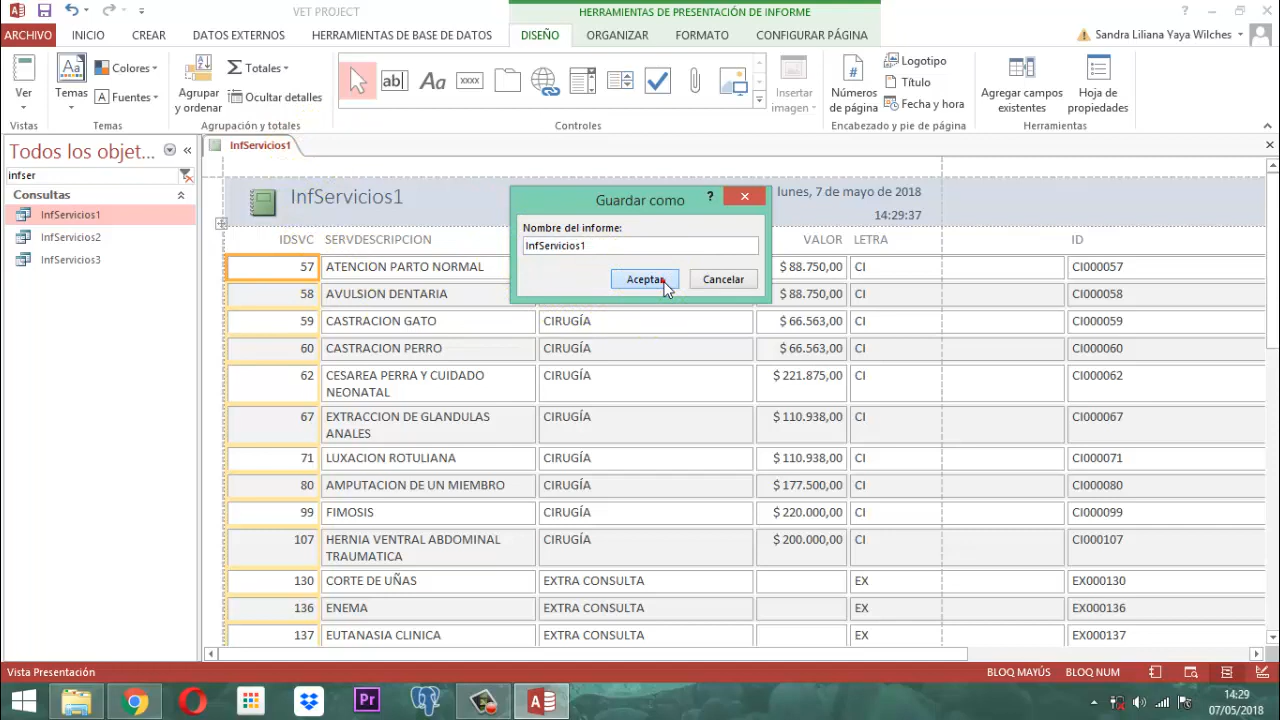 VET PROJECT
HERRAMIENTAS DE PRESENTACIÓN DE INFORME
?
ARCHIVO INICIO CREAR DATOS EXTERNOS HERRAMIENTAS DE BASE DE DATOS DISEÑO ORGANIZAR FORMATO CONFIGURAR PÁGINA Sandra Liliana Yaya Wilches
Ver
Vistas
Temas
Colores
Fuentes
Temas
Agrupar y ordenar
Totales
Ocultar detalles
Agrupación y totales
ab|
Aa
xxxx
Controles
Insertar imagen
Números de página
Logotipo
Título
Fecha y hora
Encabezado y pie de página
Agregar campos existentes
Hoja de propiedades
Herramientas
Todos los objet...
infser
Consultas
InfServicios1
InfServicios2
InfServicios3
InfServicios1
InfServicios1
lunes, 7 de mayo de 2018
14:29:37
Guardar como
?
Nombre del informe:
InfServicios1
Aceptar
Cancelar
IDSVC SERVDESCRIPCION VALOR LETRA ID
57 ATENCION PARTO NORMAL $ 88.750,00 CI CI000057
58 AVULSION DENTARIA $ 88.750,00 CI CI000058
59 CASTRACION GATO CIRUGÍA $ 66.563,00 CI CI000059
60 CASTRACION PERRO CIRUGÍA $ 66.563,00 CI CI000060
62 CESAREA PERRA Y CUIDADO NEONATAL CIRUGÍA $ 221.875,00 CI CI000062
67 EXTRACCION DE GLANDULAS ANALES CIRUGÍA $ 110.938,00 CI CI000067
71 LUXACION ROTULIANA CIRUGÍA $ 110.938,00 CI CI000071
80 AMPUTACION DE UN MIEMBRO CIRUGÍA $ 177.500,00 CI CI000080
99 FIMOSIS CIRUGÍA $ 220.000,00 CI CI000099
107 HERNIA VENTRAL ABDOMINAL TRAUMATICA CIRUGÍA $ 200.000,00 CI CI000107
130 CORTE DE UÑAS EXTRA CONSULTA EX EX000130
136 ENEMA EXTRA CONSULTA EX EX000136
137 EUTANASIA CLINICA EXTRA CONSULTA EX EX000137
Vista Presentación
BLOQ MAYÚS BLOQ NUM
Pr
14:29
07/05/2018